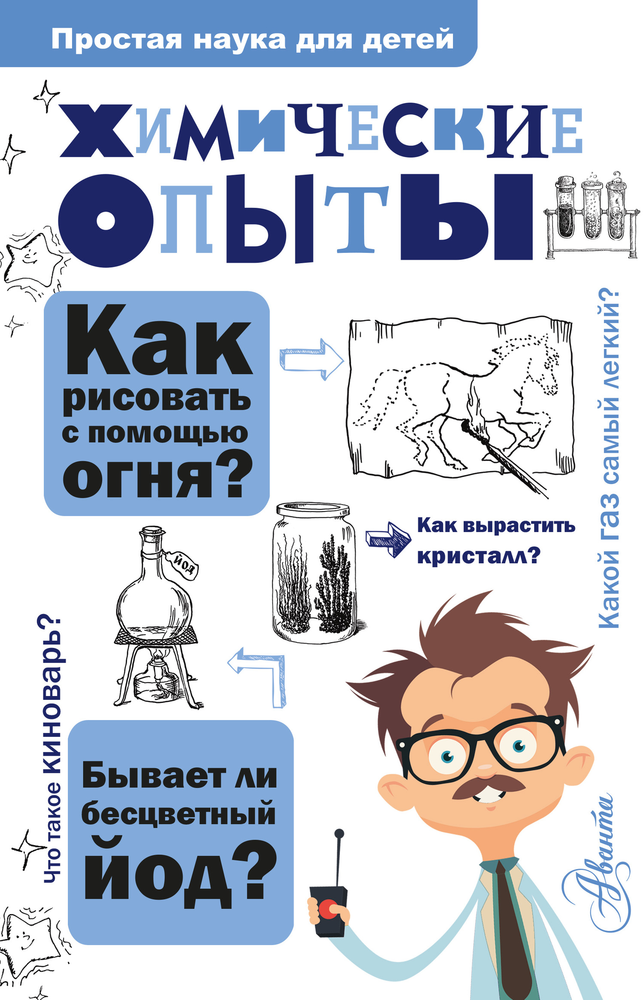 Простая наука для детей
Химические
опыты
Как
рисовать
с помощью
огня?
Какой газ самый легкий?
Как вырастить
кристалл?
йод
Что такое киноварь?
Бывает ли
бесцветный
йод?
Аванта